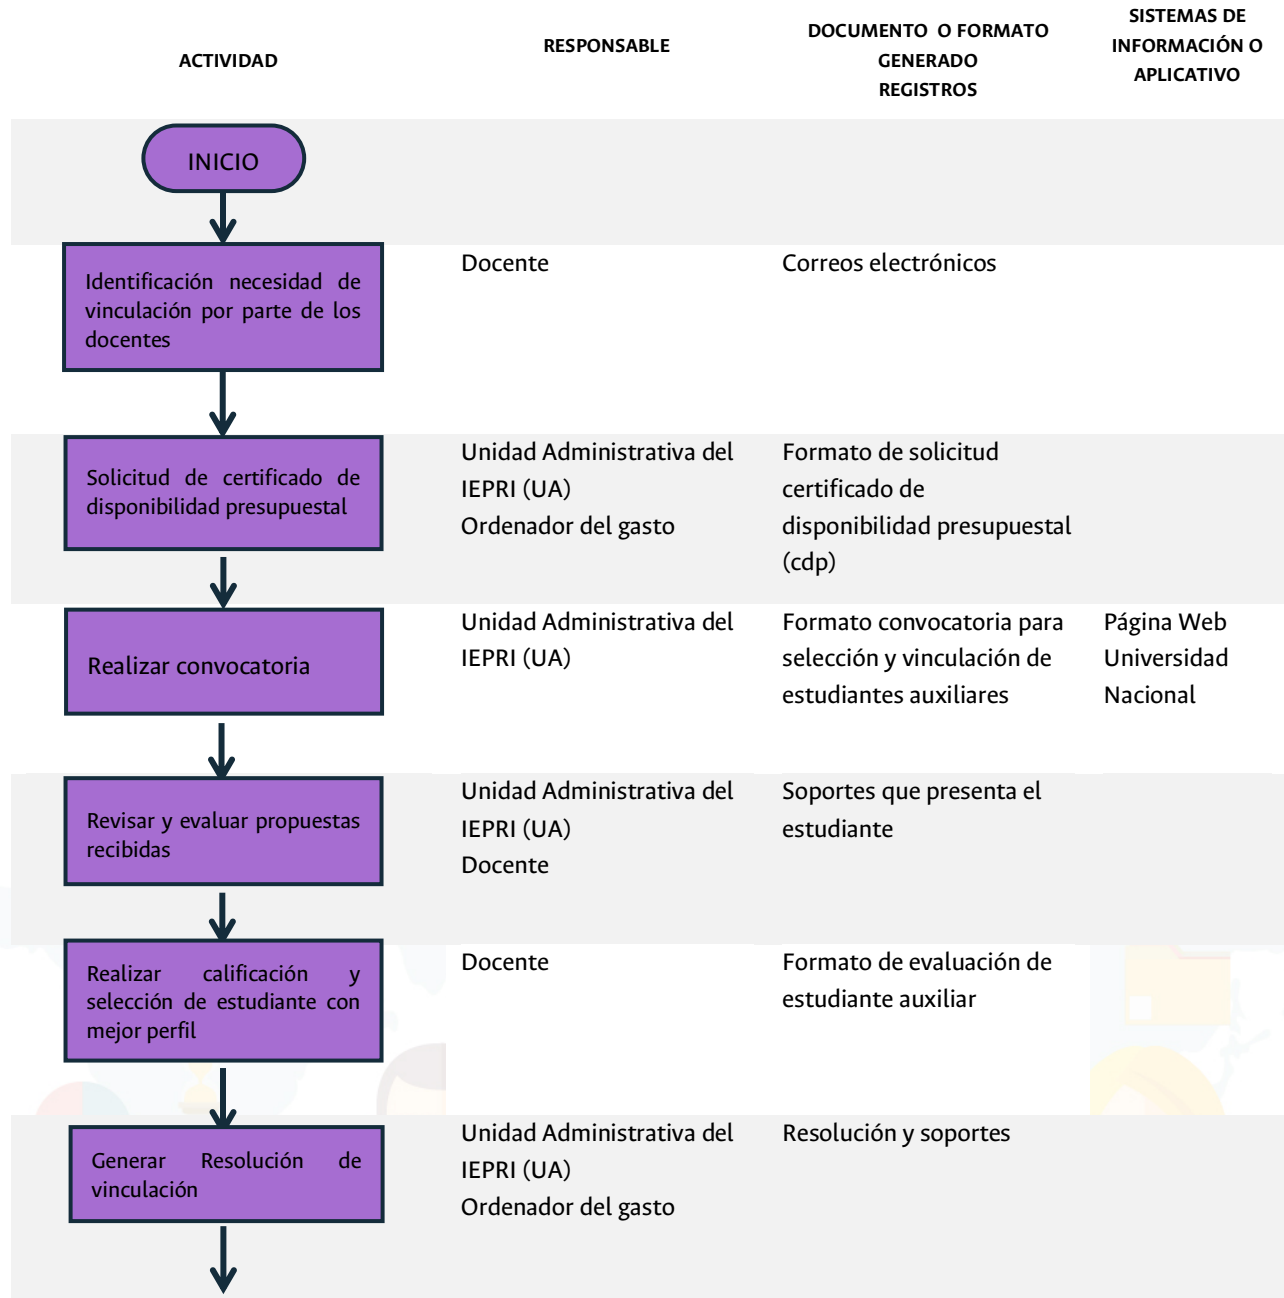 ACTIVIDAD
RESPONSABLE
DOCUMENTO O FORMATO
GENERADO
REGISTROS
SISTEMAS DE
INFORMACIÓN O
APLICATIVO
INICIO
Identificación necesidad de
vinculación por parte de los
docentes
Docente
Correos electrónicos
Solicitud de certificado de
disponibilidad presupuestal
Unidad Administrativa del
IEPRI (UA)
Ordenador del gasto
Formato de solicitud
certificado de
disponibilidad presupuestal
(cdp)
Realizar convocatoria
Unidad Administrativa del
IEPRI (UA)
Formato convocatoria para
selección y vinculación de
estudiantes auxiliares
Página Web
Universidad
Nacional
Revisar y evaluar propuestas
recibidas
Unidad Administrativa del
IEPRI (UA)
Docente
Soportes que presenta el
estudiante
Realizar calificación y
selección de estudiante con
mejor perfil
Docente
Formato de evaluación de
estudiante auxiliar
Generar Resolución de
vinculación
Unidad Administrativa del
IEPRI (UA)
Ordenador del gasto
Resolución y soportes